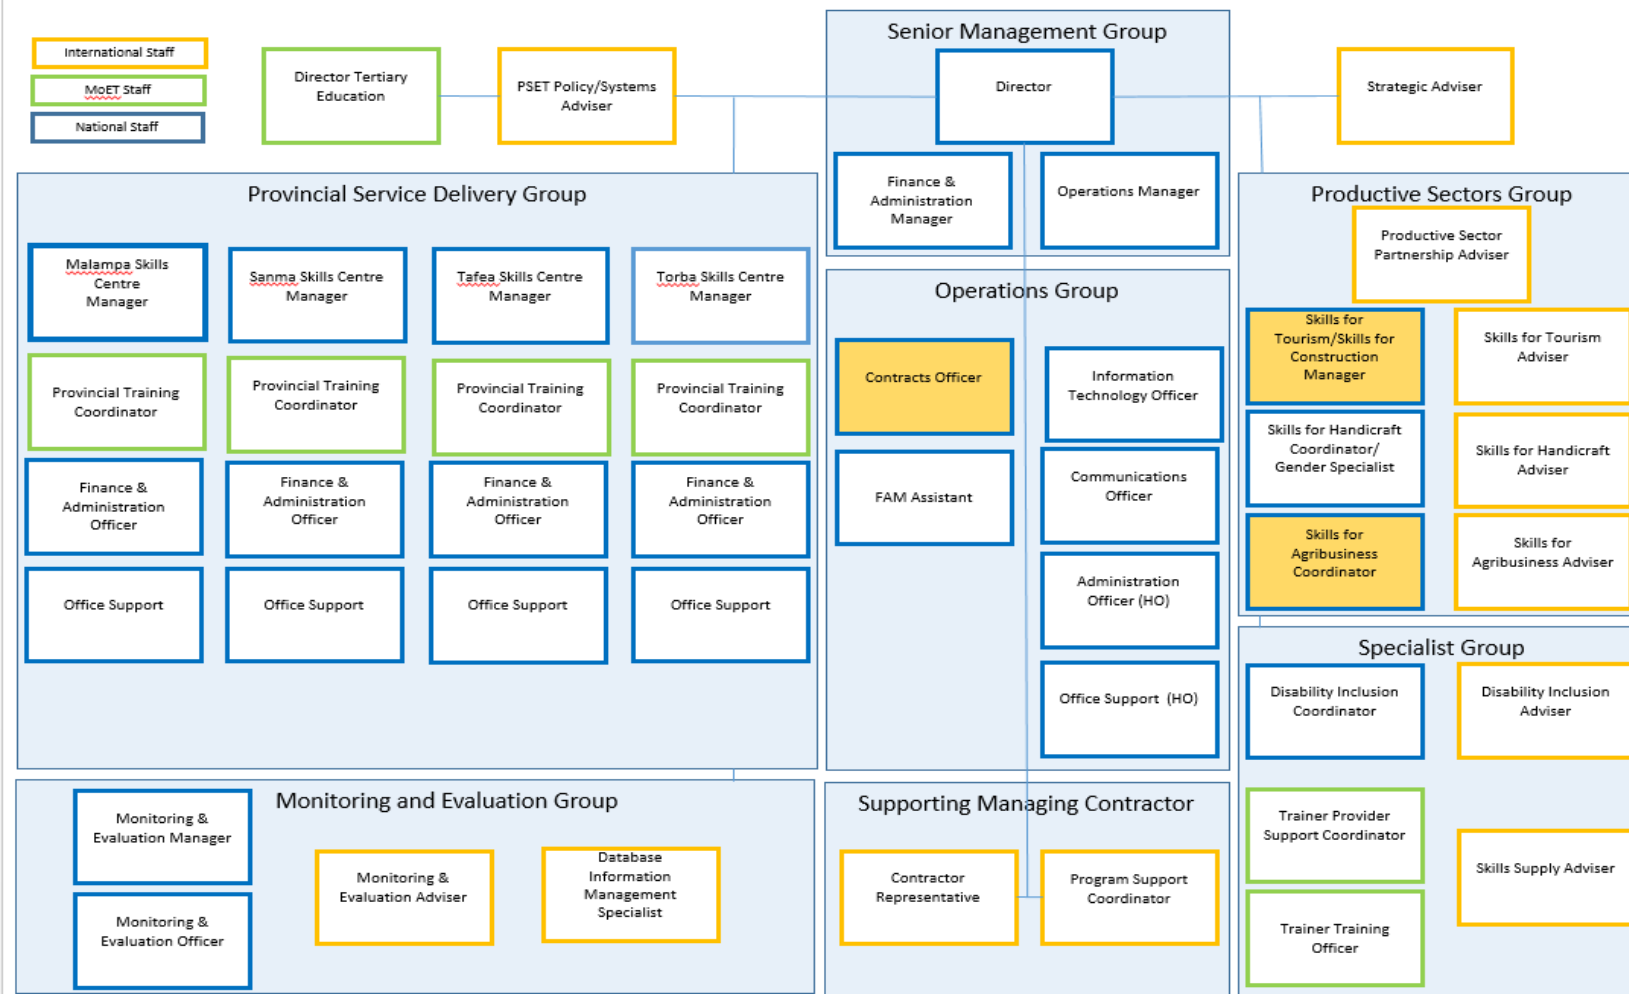 International Staff
MoET Staff
National Staff
Director Tertiary
Education
PSET Policy/Systems
Adviser
Senior Management Group
Director
Finance &
Administration
Manager
Operations Manager
Strategic Adviser
Provincial Service Delivery Group
Malampa Skills
Centre
Manager
Sanma Skills Centre
Manager
Tafea Skills Centre
Manager
Torba Skills Centre
Manager
Provincial Training
Coordinator
Provincial Training
Coordinator
Provincial Training
Coordinator
Provincial Training
Coordinator
Finance &
Administration
Officer
Finance &
Administration
Officer
Finance &
Administration
Officer
Finance &
Administration
Officer
Office Support
Office Support
Office Support
Office Support
Operations Group
Contracts Officer
Information
Technology Officer
FAM Assistant
Communications
Officer
Administration
Officer (HO)
Office Support (HO)
Productive Sectors Group
Productive Sector
Partnership Adviser
Skills for
Tourism/Skills for
Construction
Manager
Skills for Tourism
Adviser
Skills for Handicraft
Coordinator/
Gender Specialist
Skills for Handicraft
Adviser
Skills for
Agribusiness
Coordinator
Skills for
Agribusiness Adviser
Specialist Group
Disability Inclusion
Coordinator
Disability Inclusion
Adviser
Trainer Provider
Support Coordinator
Skills Supply Adviser
Trainer Training
Officer
Monitoring and Evaluation Group
Monitoring &
Evaluation Manager
Monitoring &
Evaluation Officer
Monitoring &
Evaluation Adviser
Database
Information
Management
Specialist
Supporting Managing Contractor
Contractor
Representative
Program Support
Coordinator